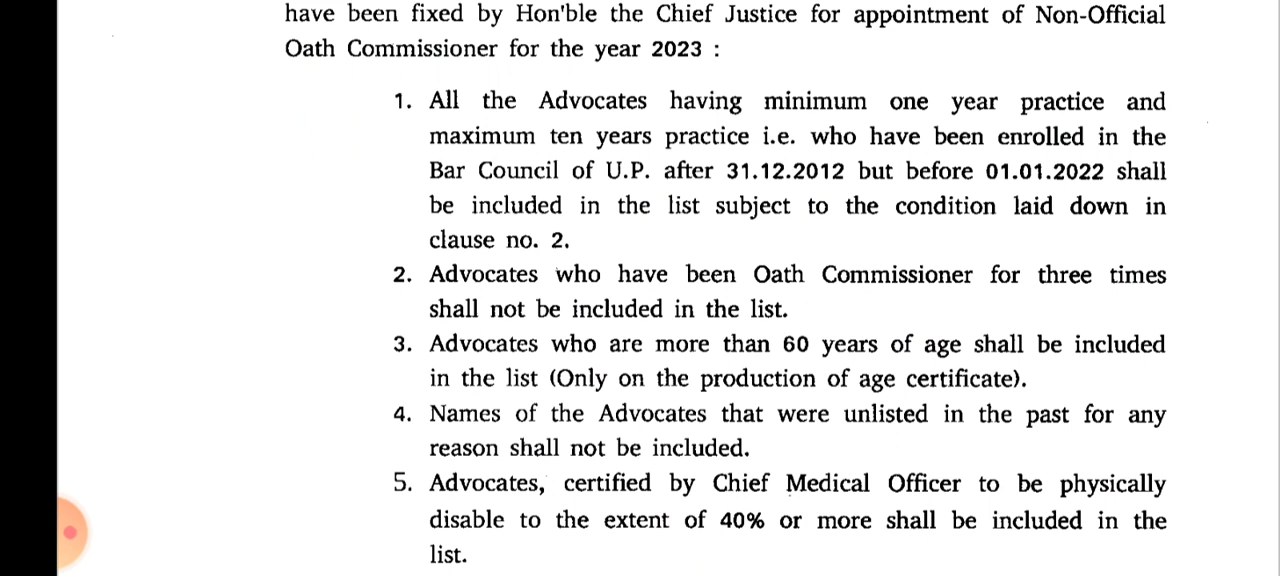 have been fixed by Hon'ble the Chief Justice for appointment of Non-Official
Oath Commissioner for the year 2023 :
1. All the Advocates having minimum one year practice and
maximum ten years practice i.e. who have been enrolled in the
Bar Council of U.P. after 31.12.2012 but before 01.01.2022 shall
be included in the list subject to the condition laid down in
clause no. 2.
2. Advocates who have been Oath Commissioner for three times
shall not be included in the list.
3. Advocates who are more than 60 years of age shall be included
in the list (Only on the production of age certificate).
4. Names of the Advocates that were unlisted in the past for any
reason shall not be included.
5. Advocates, certified by Chief Medical Officer to be physically
disable to the extent of 40% or more shall be included in the
list.